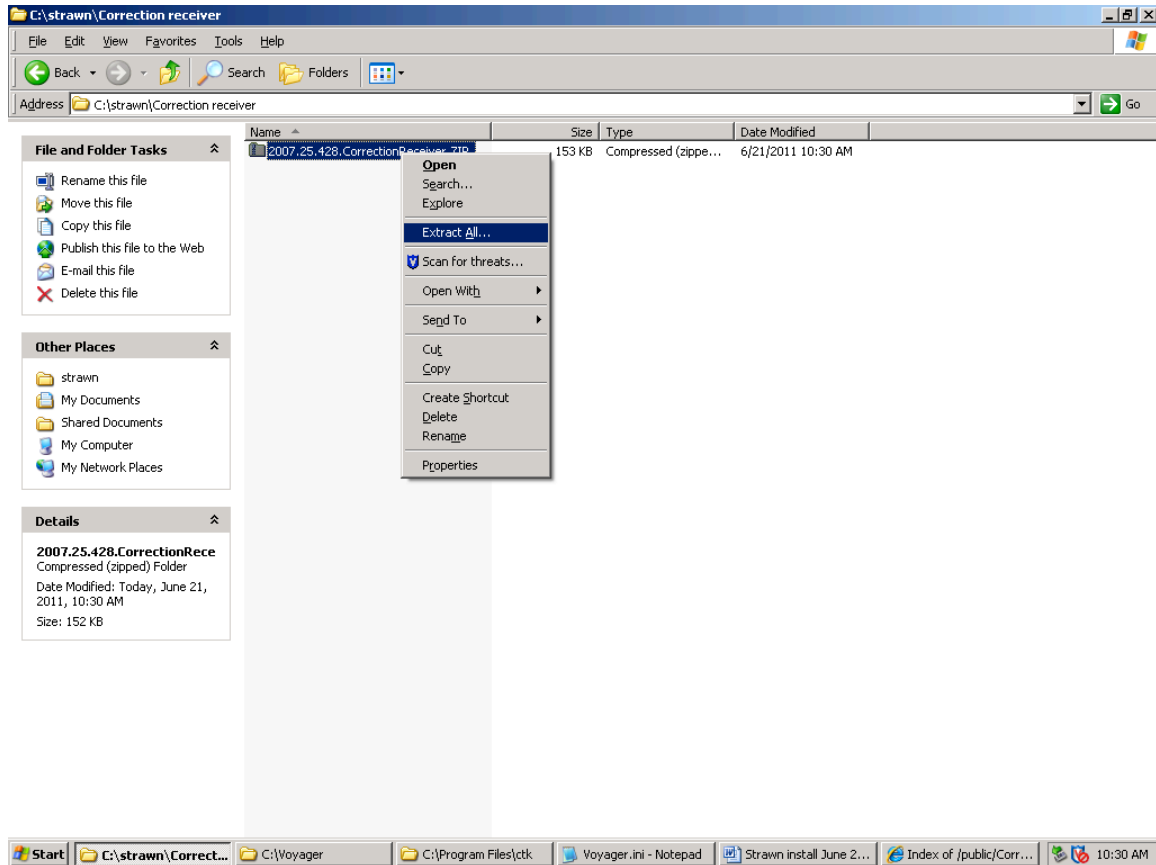 C:\strawn\Correction receiver
File Edit View Favorites Tools Help
Back Search Folders
Address C:\strawn\Correction receiver Go
File and Folder Tasks
Rename this file
Move this file
Copy this file
Publish this file to the Web
E-mail this file
Delete this file
Other Places
strawn
My Documents
Shared Documents
My Computer
My Network Places
Details
2007.25.428.CorrectionRece
Compressed (zipped) Folder
Date Modified: Today, June 21,
2011, 10:30 AM
Size: 152 KB
Name Size Type Date Modified
2007.25.428.CorrectionReceiver.ZIP 153 KB Compressed (zippe... 6/21/2011 10:30 AM
Open
Search...
Explore
Extract All...
Scan for threats...
Open With
Send To
Cut
Copy
Create Shortcut
Delete
Rename
Properties
Start C:\strawn\Correct... C:\Voyager C:\Program Files\ctk Voyager.ini - Notepad Strawn install June 2... Index of /public/Corr... 10:30 AM